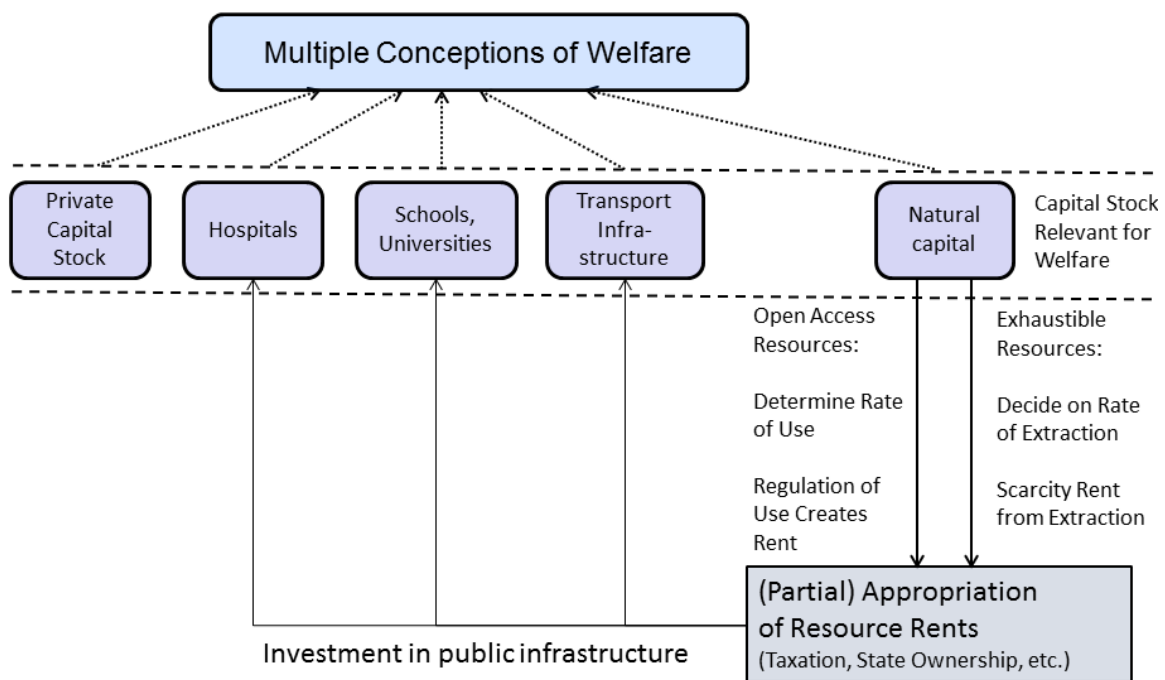 Multiple Conceptions of Welfare
Private
Capital
Stock
Hospitals
Schools,
Universities
Transport
Infra-
structure
Natural
capital
Capital Stock
Relevant for
Welfare
Open Access
Resources:
Determine Rate
of Use
Regulation of
Use Creates
Rent
Exhaustible
Resources:
Decide on Rate
of Extraction
Scarcity Rent
from Extraction
(Partial) Appropriation
of Resource Rents
(Taxation, State Ownership, etc.)
Investment in public infrastructure